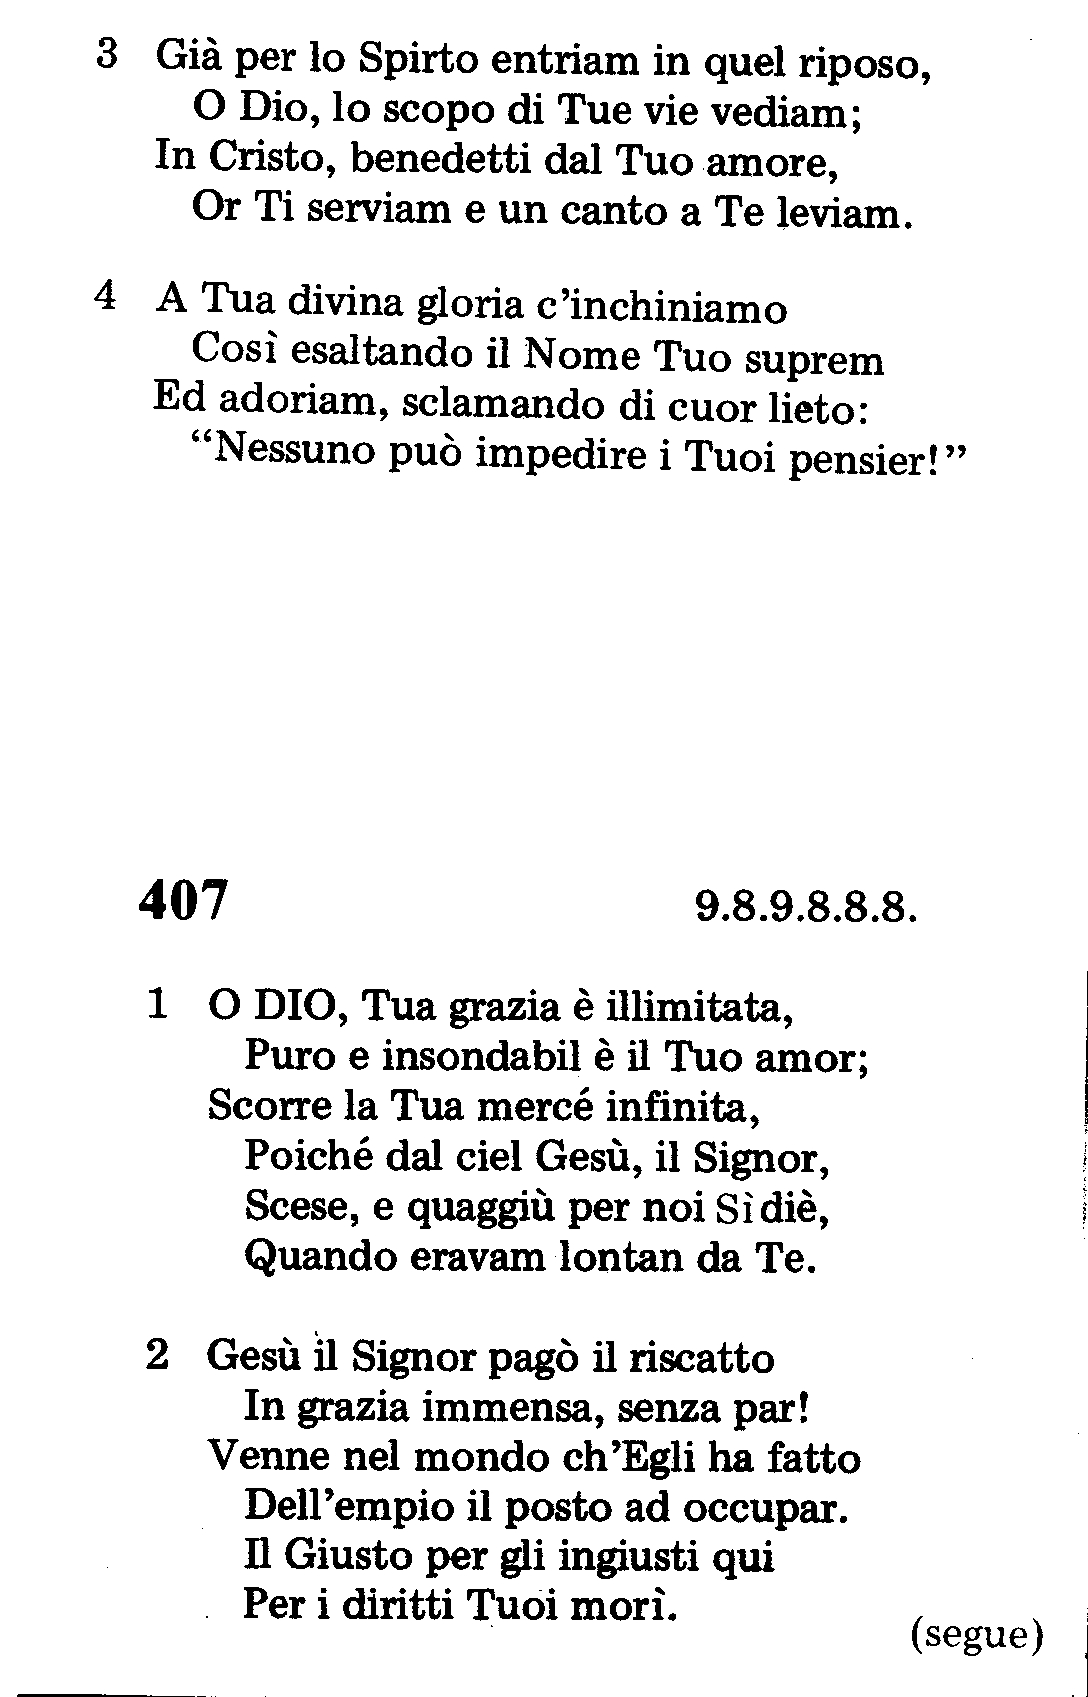 3 Già per lo Spirto entriam in quel riposo,
O Dio, lo scopo di Tue vie vediam;
In Cristo, benedetti dal Tuo amore,
Or Ti serviam e un canto a Te leviam.
4 A Tua divina gloria c'inchiniamo
Così esaltando il Nome Tuo suprem
Ed adoriam, sclamando di cuor lieto:
“Nessuno può impedire i Tuoi pensier!”
407 9.8.9.8.8.8.
1 O DIO, Tua grazia è illimitata,
Puro e insondabil è il Tuo amor;
Scorre la Tua mercé infinita,
Poiché dal ciel Gesù, il Signor,
Scese, e quaggiù per noi Sì diè,
Quando eravam lontan da Te.
2 Gesù il Signor pagò il riscatto
In grazia immensa, senza par!
Venne nel mondo ch'Egli ha fatto
Dell'empio il posto ad occupar.
Il Giusto per gli ingiusti qui
Per i diritti Tuoi morì.
(segue)